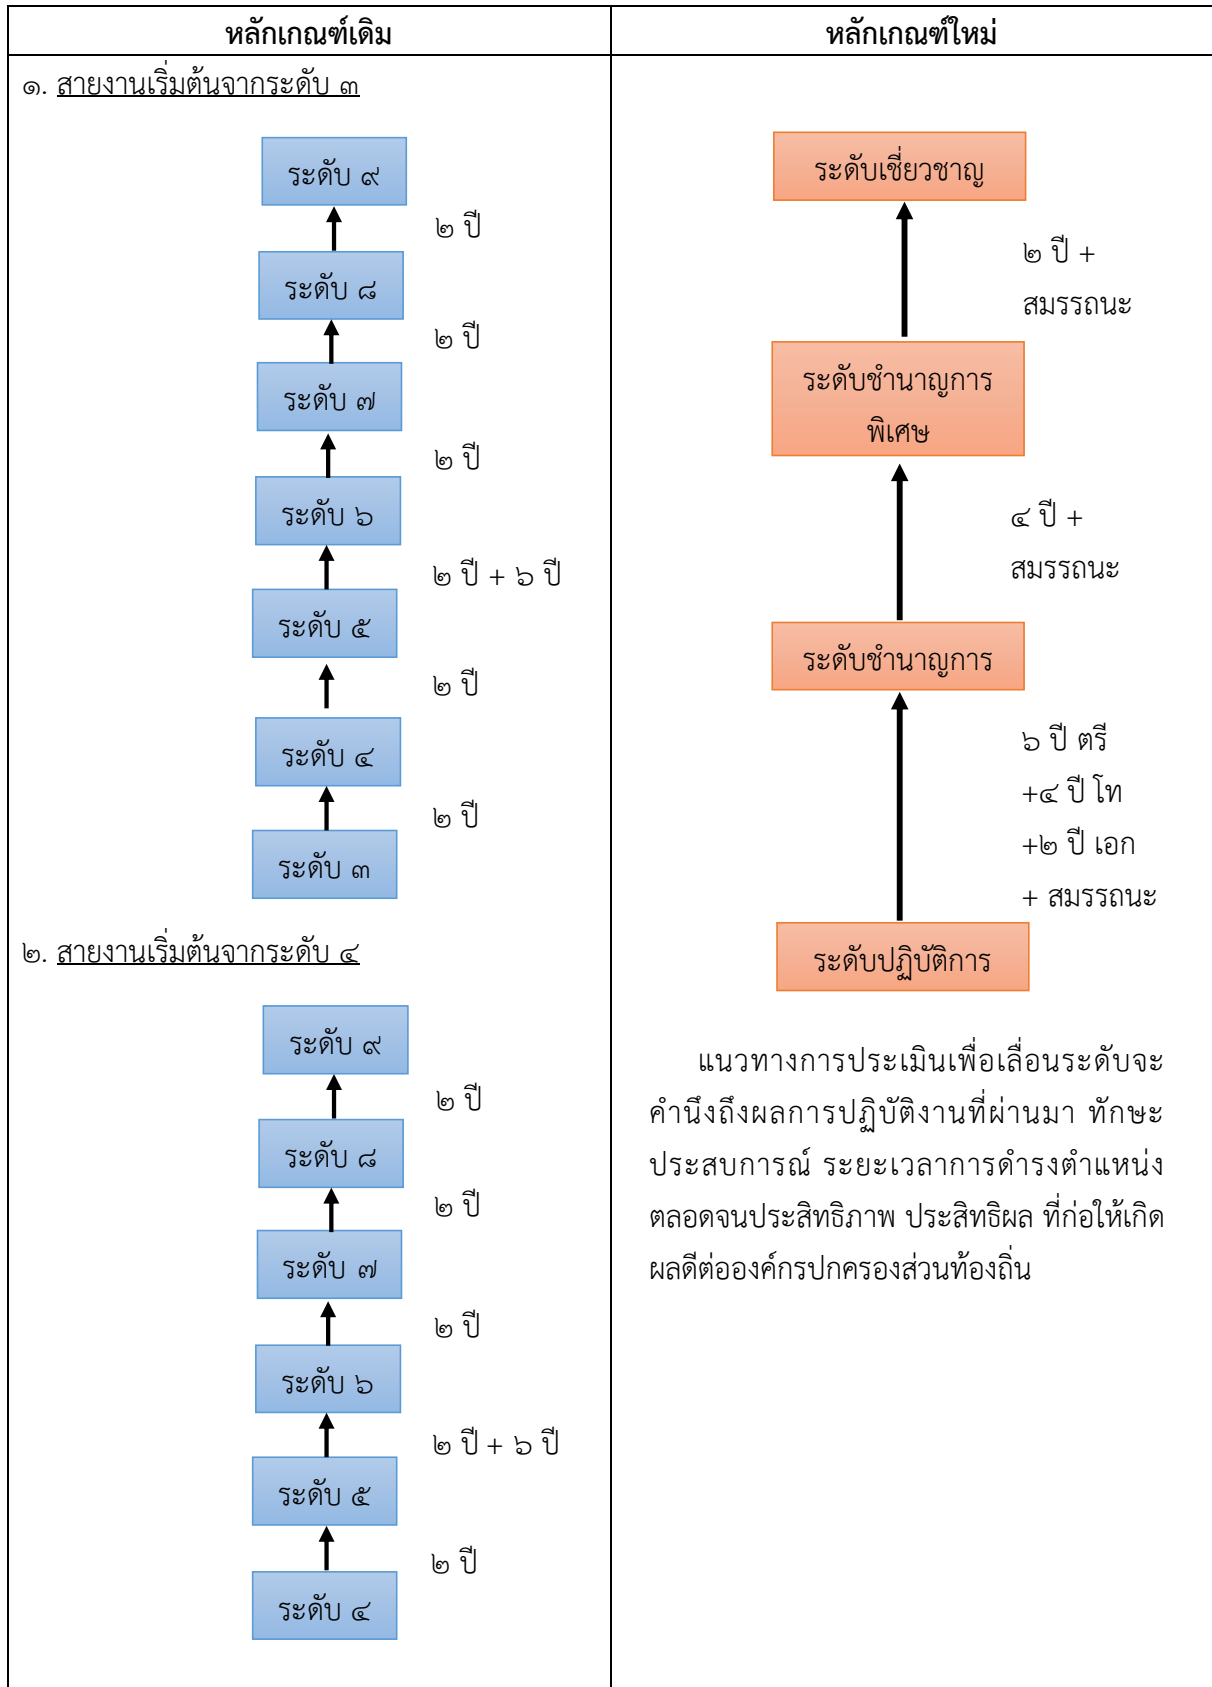 หลักเกณฑ์เดิม
หลักเกณฑ์ใหม่
๑. สายงานเริ่มต้นจากระดับ ๓
ระดับ ๙
๒ ปี
ระดับ ๘
๒ ปี
ระดับ ๗
๒ ปี
ระดับ ๖
๒ ปี + ๖ ปี
ระดับ ๕
๒ ปี
ระดับ ๔
๒ ปี
ระดับ ๓
๒. สายงานเริ่มต้นจากระดับ ๔
ระดับ ๙
๒ ปี
ระดับ ๘
๒ ปี
ระดับ ๗
๒ ปี
ระดับ ๖
๒ ปี + ๖ ปี
ระดับ ๕
๒ ปี
ระดับ ๔
ระดับเชี่ยวชาญ
๒ ปี +
สมรรถนะ
ระดับชำนาญการ
พิเศษ
๔ ปี +
สมรรถนะ
ระดับชำนาญการ
๖ ปี ตรี
+๔ ปี โท
+๒ ปี เอก
+ สมรรถนะ
ระดับปฏิบัติการ
แนวทางการประเมินเพื่อเลื่อนระดับจะ
คำนึงถึงผลการปฏิบัติงานที่ผ่านมา ทักษะ
ประสบการณ์ ระยะเวลาการดำรงตำแหน่ง
ตลอดจนประสิทธิภาพ ประสิทธิผล ที่ก่อให้เกิด
ผลดีต่อองค์กรปกครองส่วนท้องถิ่น